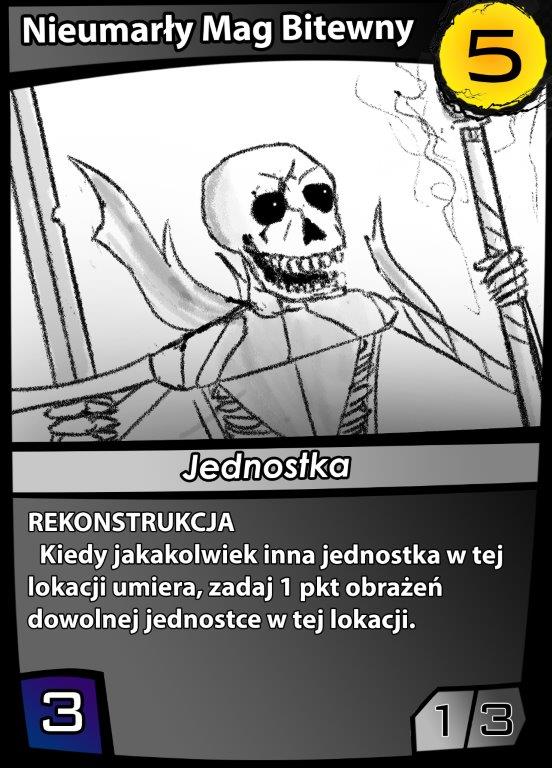 Nieumarły Mag Bitewny
5
Jednostka
REKONSTRUKCJA
Kiedy jakakolwiek inna jednostka w tej
lokacji umiera, zadaj 1 pkt obrażeń
dowolnej jednostce w tej lokacji.
3
1/3